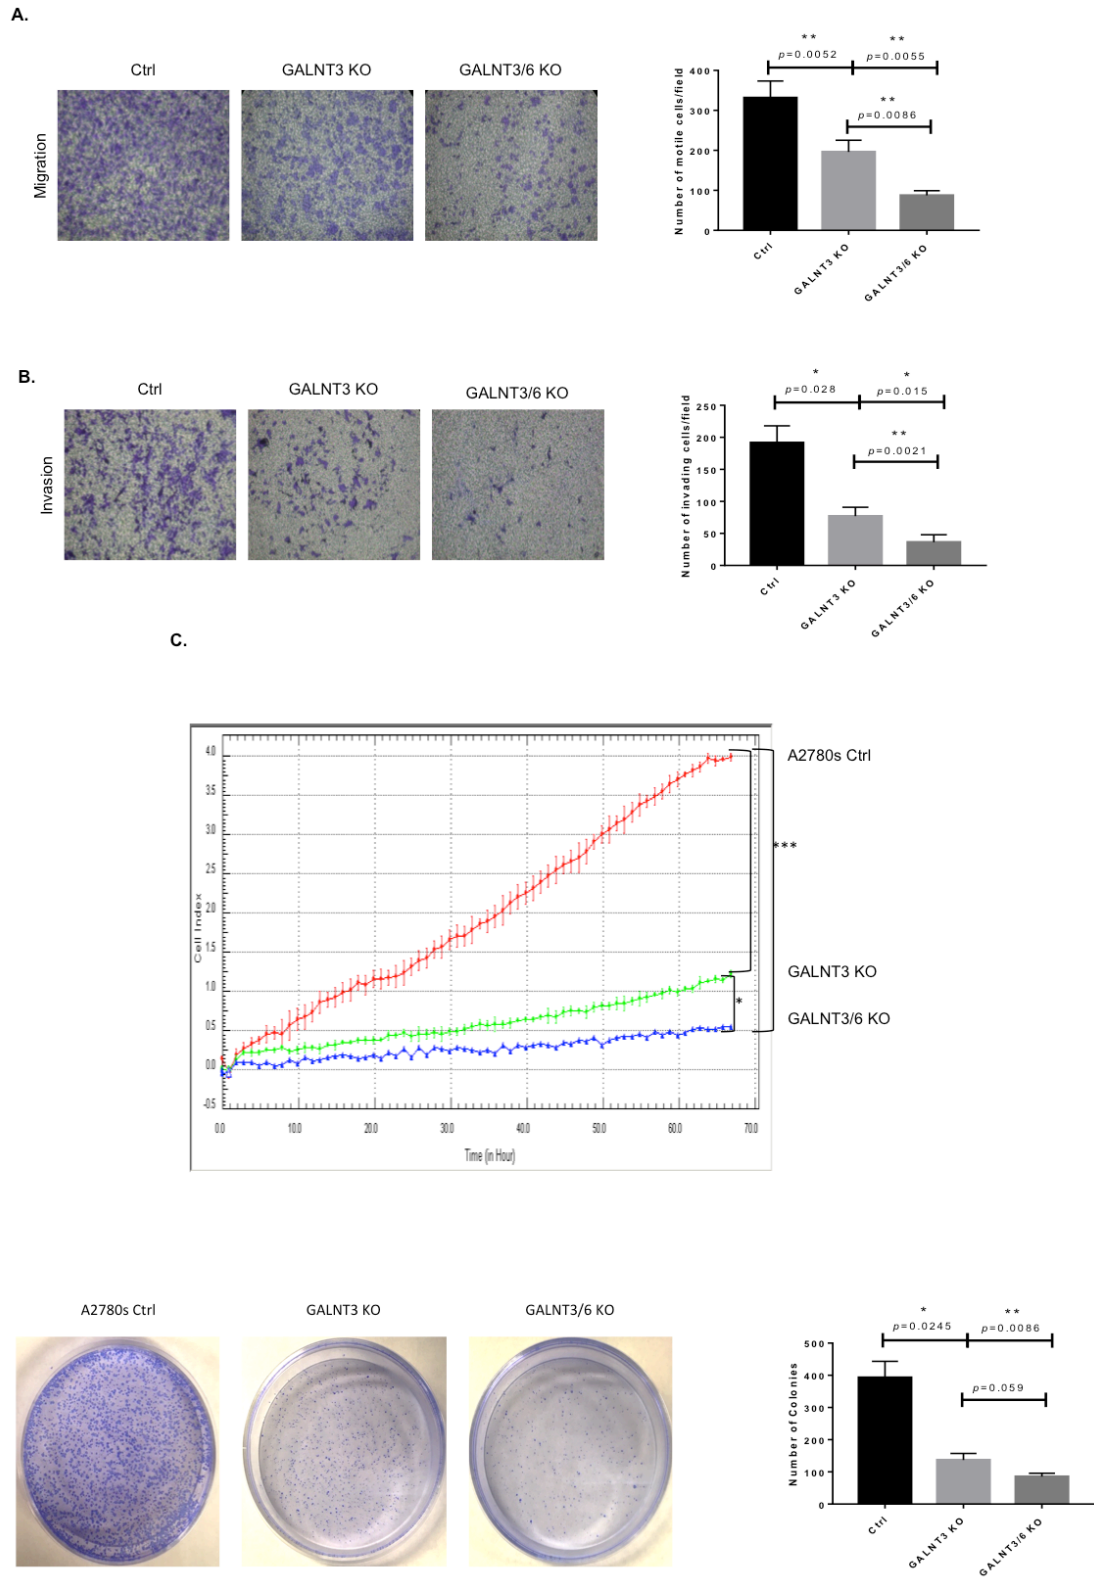 A.
Ctrl
GALNT3 KO
GALNT3/6 KO
Migration
**
**
p=0.0052
p=0.0055
**
p=0.0086
Number of motile cells/field
400
300
200
100
0
Ctrl
GALNT3 KO
GALNT3/6 KO
B.
Ctrl
GALNT3 KO
GALNT3/6 KO
Invasion
*
*
p=0.028
p=0.015
**
p=0.0021
Number of invading cells/field
250
200
150
100
50
0
Ctrl
GALNT3 KO
GALNT3/6 KO
C.
Cell Index
4.0
3.5
3.0
2.5
2.0
1.5
1.0
0.5
0.0
-0.5
0.0
10.0
20.0
30.0
40.0
50.0
60.0
70.0
Time (in Hour)
A2780s Ctrl
***
GALNT3 KO
*
GALNT3/6 KO
A2780s Ctrl
GALNT3 KO
GALNT3/6 KO
*
**
p=0.0245
p=0.0086
p=0.059
Number of Colonies
500
400
300
200
100
0
Ctrl
GALNT3 KO
GALNT3/6 KO